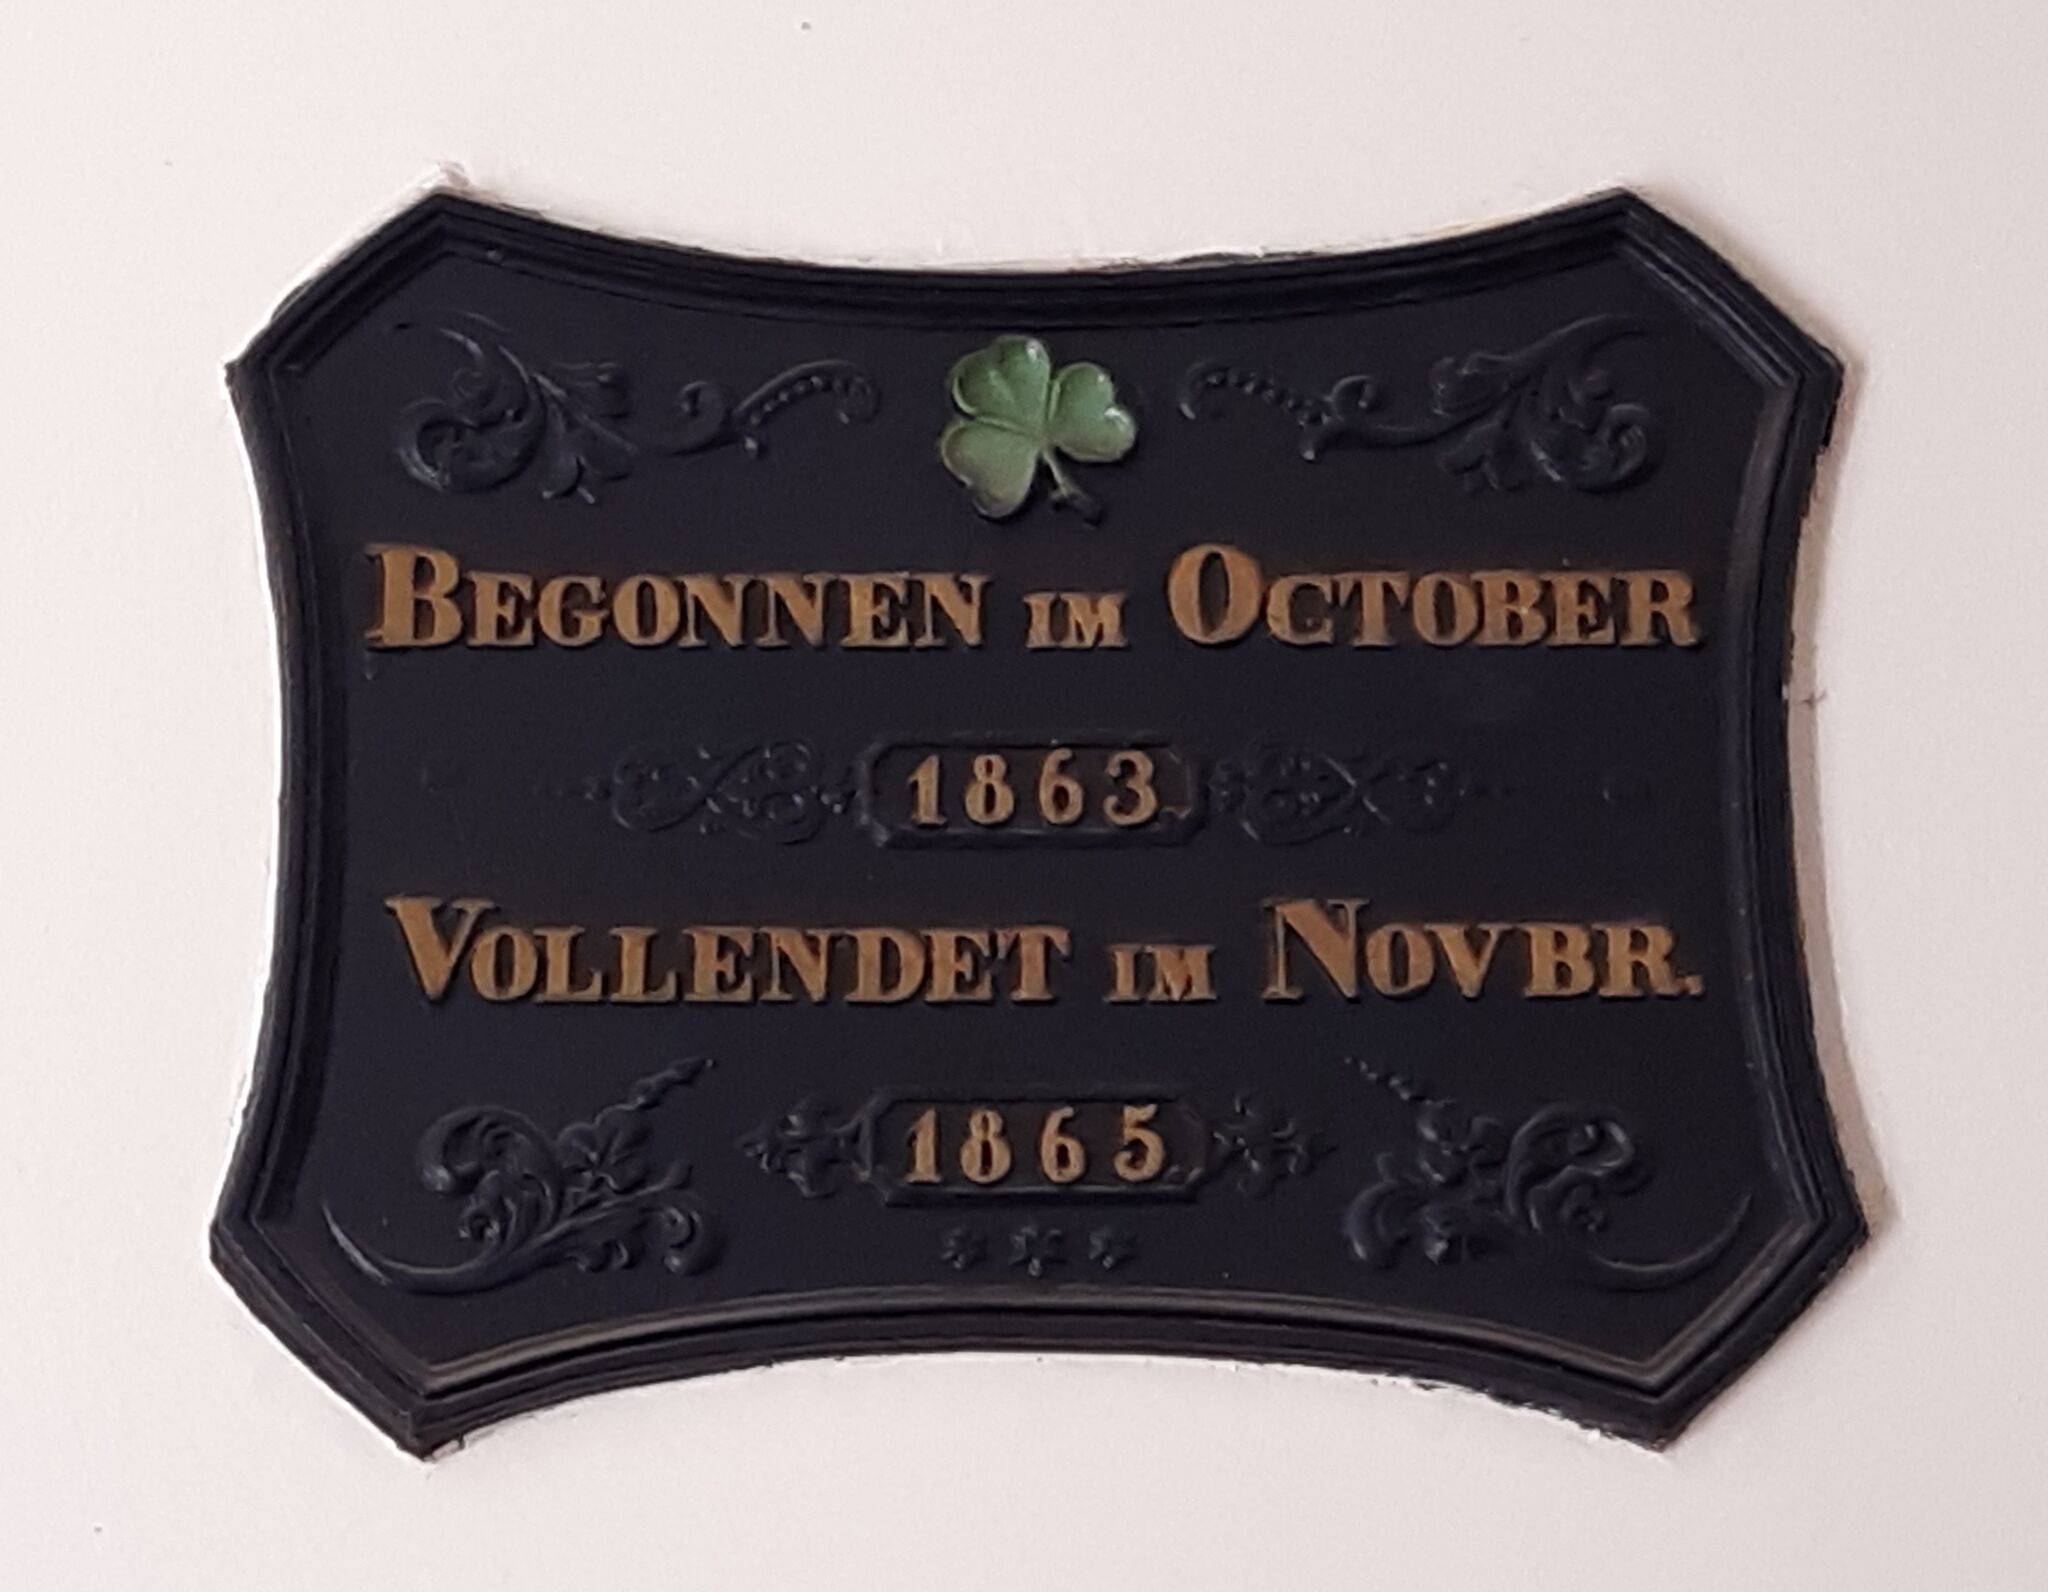 BEGONNEN IM OCTOBER
1863
VOLLENDET IM NOVBR.
1865